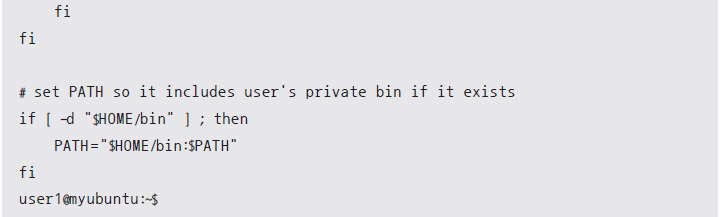 fi
fi

# set PATH so it includes user's private bin if it exists
if [ -d "$HOME/bin" ] ; then
    PATH="$HOME/bin:$PATH"
fi
user1@myubuntu:~$